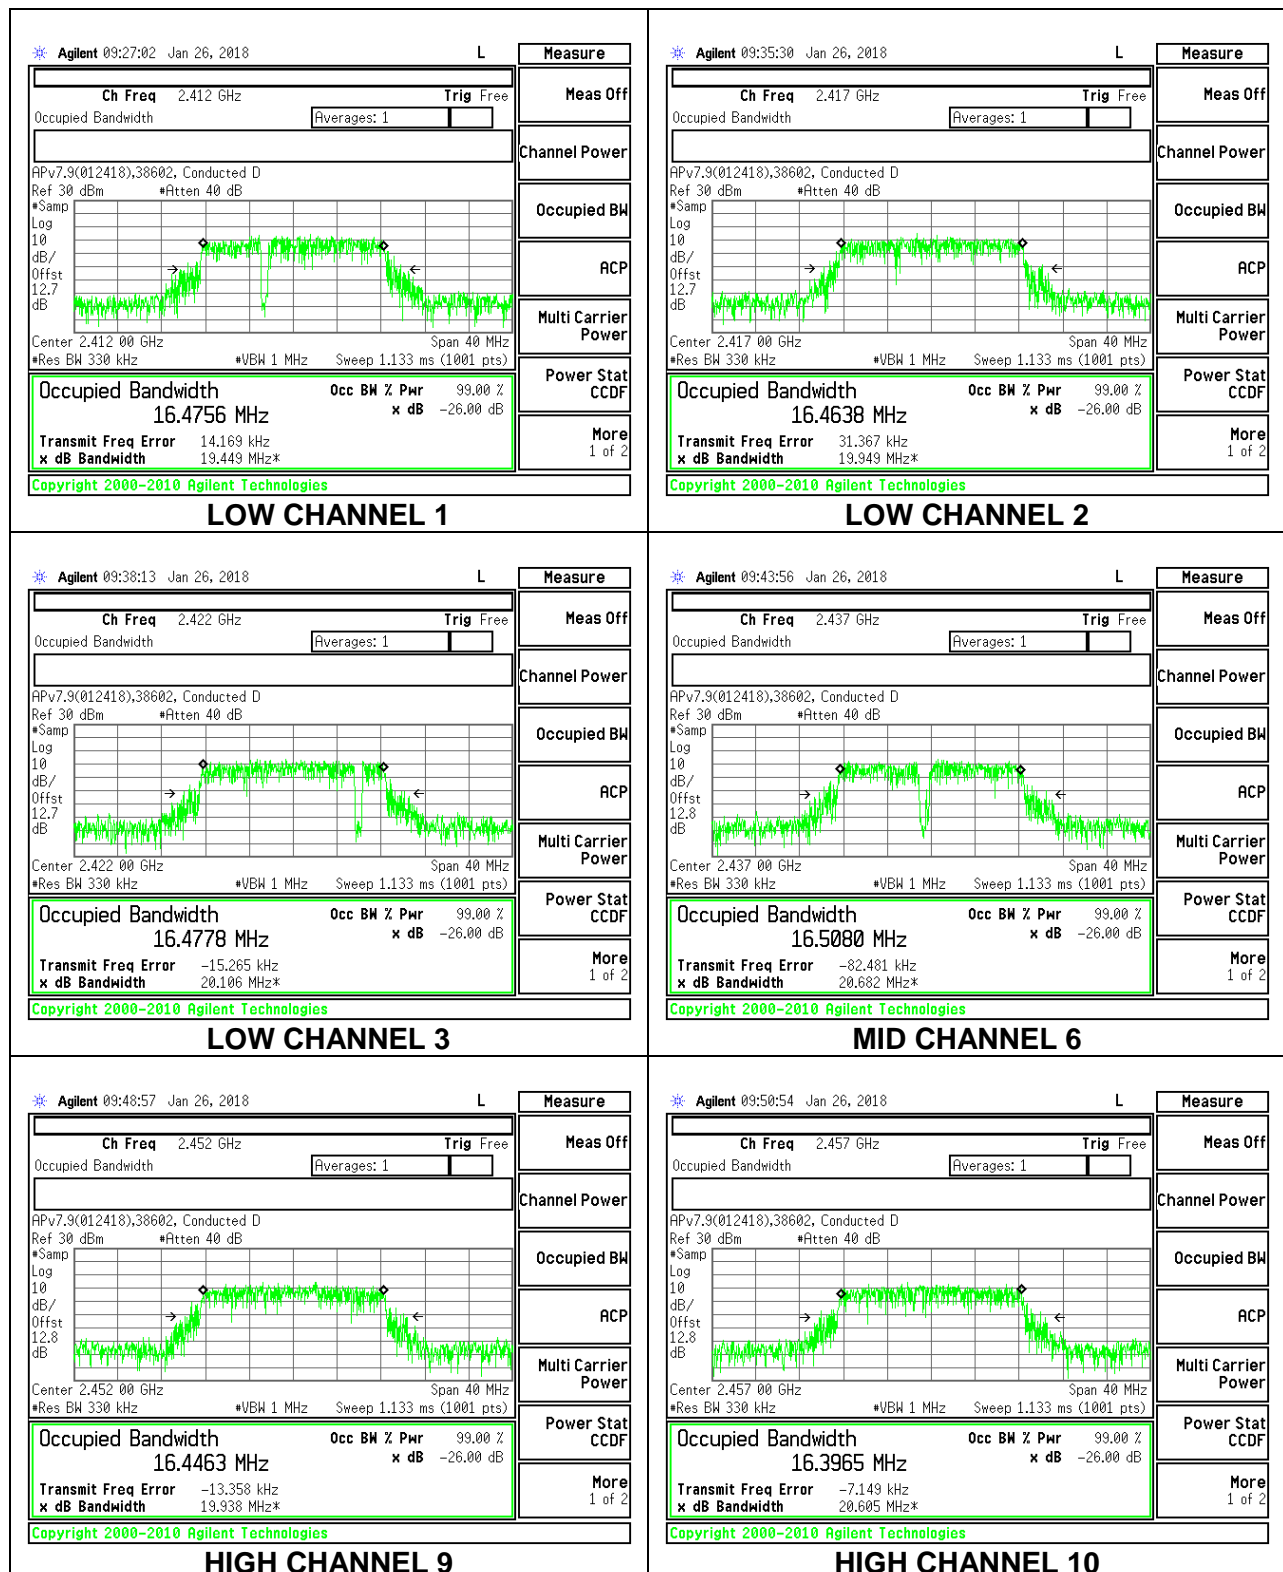 Agilent 09:27:02 Jan 26, 2018 L Measure
Ch Freq 2.412 GHz Trig Free
Meas Off
Occupied Bandwidth Averages: 1
Channel Power
APv7.9(012418),38602, Conducted D
Ref 30 dBm #Atten 40 dB
#Samp
Log
10
dB/
Offst
12.7
dB
Occupied BW
ACP
Multi Carrier
Power
Center 2.412 00 GHz Span 40 MHz
#Res BW 330 kHz #VBW 1 MHz Sweep 1.133 ms (1001 pts)
Power Stat
CCDF
Occupied Bandwidth Occ BW % Pwr 99.00 %
16.4756 MHz x dB -26.00 dB
More
1 of 2
Transmit Freq Error 14.169 kHz
x dB Bandwidth 19.449 MHz*
Copyright 2000-2010 Agilent Technologies
LOW CHANNEL 1
Agilent 09:35:30 Jan 26, 2018 L Measure
Ch Freq 2.417 GHz Trig Free
Meas Off
Occupied Bandwidth Averages: 1
Channel Power
APv7.9(012418),38602, Conducted D
Ref 30 dBm #Atten 40 dB
#Samp
Log
10
dB/
Offst
12.7
dB
Occupied BW
ACP
Multi Carrier
Power
Center 2.417 00 GHz Span 40 MHz
#Res BW 330 kHz #VBW 1 MHz Sweep 1.133 ms (1001 pts)
Power Stat
CCDF
Occupied Bandwidth Occ BW % Pwr 99.00 %
16.4638 MHz x dB -26.00 dB
More
1 of 2
Transmit Freq Error 31.367 kHz
x dB Bandwidth 19.949 MHz*
Copyright 2000-2010 Agilent Technologies
LOW CHANNEL 2
Agilent 09:38:13 Jan 26, 2018 L Measure
Ch Freq 2.422 GHz Trig Free
Meas Off
Occupied Bandwidth Averages: 1
Channel Power
APv7.9(012418),38602, Conducted D
Ref 30 dBm #Atten 40 dB
#Samp
Log
10
dB/
Offst
12.7
dB
Occupied BW
ACP
Multi Carrier
Power
Center 2.422 00 GHz Span 40 MHz
#Res BW 330 kHz #VBW 1 MHz Sweep 1.133 ms (1001 pts)
Power Stat
CCDF
Occupied Bandwidth Occ BW % Pwr 99.00 %
16.4778 MHz x dB -26.00 dB
More
1 of 2
Transmit Freq Error -15.265 kHz
x dB Bandwidth 20.106 MHz*
Copyright 2000-2010 Agilent Technologies
LOW CHANNEL 3
Agilent 09:43:56 Jan 26, 2018 L Measure
Ch Freq 2.437 GHz Trig Free
Meas Off
Occupied Bandwidth Averages: 1
Channel Power
APv7.9(012418),38602, Conducted D
Ref 30 dBm #Atten 40 dB
#Samp
Log
10
dB/
Offst
12.8
dB
Occupied BW
ACP
Multi Carrier
Power
Center 2.437 00 GHz Span 40 MHz
#Res BW 330 kHz #VBW 1 MHz Sweep 1.133 ms (1001 pts)
Power Stat
CCDF
Occupied Bandwidth Occ BW % Pwr 99.00 %
16.5080 MHz x dB -26.00 dB
More
1 of 2
Transmit Freq Error -82.481 kHz
x dB Bandwidth 20.682 MHz*
Copyright 2000-2010 Agilent Technologies
MID CHANNEL 6
Agilent 09:48:57 Jan 26, 2018 L Measure
Ch Freq 2.452 GHz Trig Free
Meas Off
Occupied Bandwidth Averages: 1
Channel Power
APv7.9(012418),38602, Conducted D
Ref 30 dBm #Atten 40 dB
#Samp
Log
10
dB/
Offst
12.8
dB
Occupied BW
ACP
Multi Carrier
Power
Center 2.452 00 GHz Span 40 MHz
#Res BW 330 kHz #VBW 1 MHz Sweep 1.133 ms (1001 pts)
Power Stat
CCDF
Occupied Bandwidth Occ BW % Pwr 99.00 %
16.4463 MHz x dB -26.00 dB
More
1 of 2
Transmit Freq Error -13.358 kHz
x dB Bandwidth 19.938 MHz*
Copyright 2000-2010 Agilent Technologies
HIGH CHANNEL 9
Agilent 09:50:54 Jan 26, 2018 L Measure
Ch Freq 2.457 GHz Trig Free
Meas Off
Occupied Bandwidth Averages: 1
Channel Power
APv7.9(012418),38602, Conducted D
Ref 30 dBm #Atten 40 dB
#Samp
Log
10
dB/
Offst
12.8
dB
Occupied BW
ACP
Multi Carrier
Power
Center 2.457 00 GHz Span 40 MHz
#Res BW 330 kHz #VBW 1 MHz Sweep 1.133 ms (1001 pts)
Power Stat
CCDF
Occupied Bandwidth Occ BW % Pwr 99.00 %
16.3965 MHz x dB -26.00 dB
More
1 of 2
Transmit Freq Error -7.149 kHz
x dB Bandwidth 20.605 MHz*
Copyright 2000-2010 Agilent Technologies
HIGH CHANNEL 10